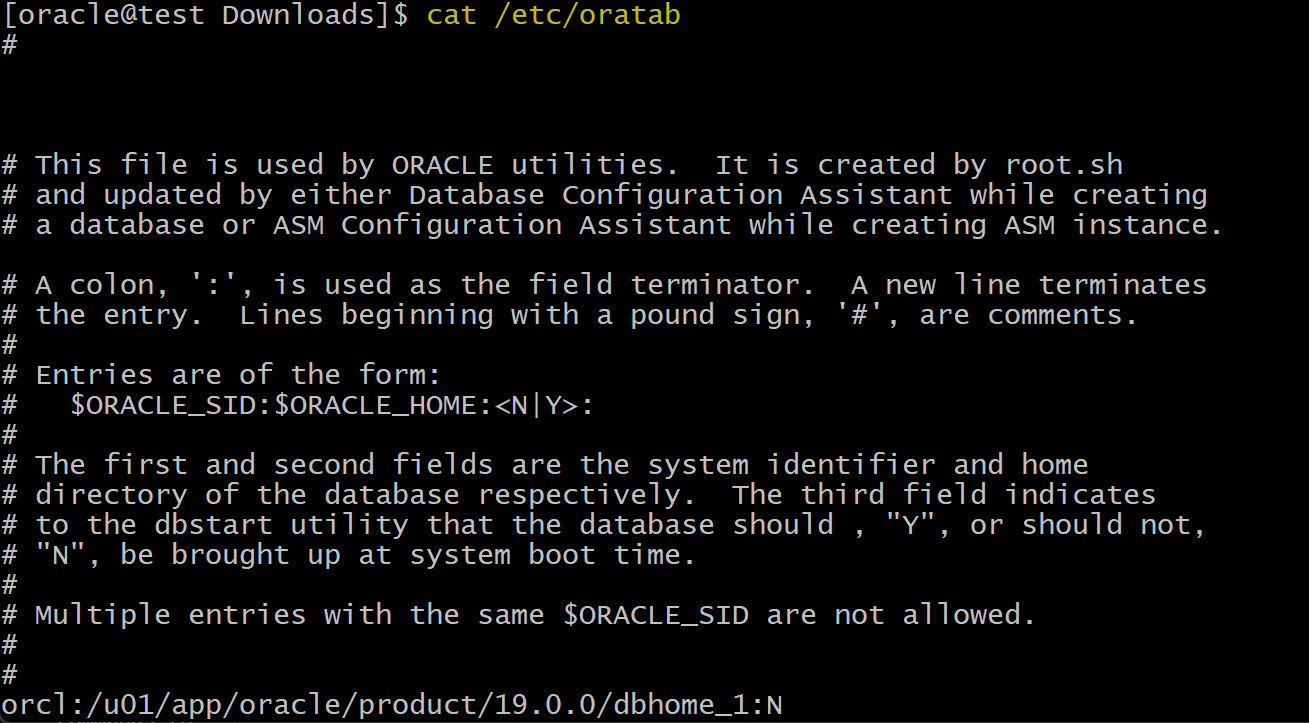 [oracle@test Downloads]$ cat /etc/oratab
#
# This file is used by ORACLE utilities.  It is created by root.sh
# and updated by either Database Configuration Assistant while creating
# a database or ASM Configuration Assistant while creating ASM instance.
# A colon, ':', is used as the field terminator.  A new line terminates
# the entry.  Lines beginning with a pound sign, '#', are comments.
#
# Entries are of the form:
#   $ORACLE_SID:$ORACLE_HOME:<N|Y>:
#
# The first and second fields are the system identifier and home
# directory of the database respectively.  The third field indicates
# to the dbstart utility that the database should , "Y", or should not,
# "N", be brought up at system boot time.
#
# Multiple entries with the same $ORACLE_SID are not allowed.
#
#
orcl:/u01/app/oracle/product/19.0.0/dbhome_1:N